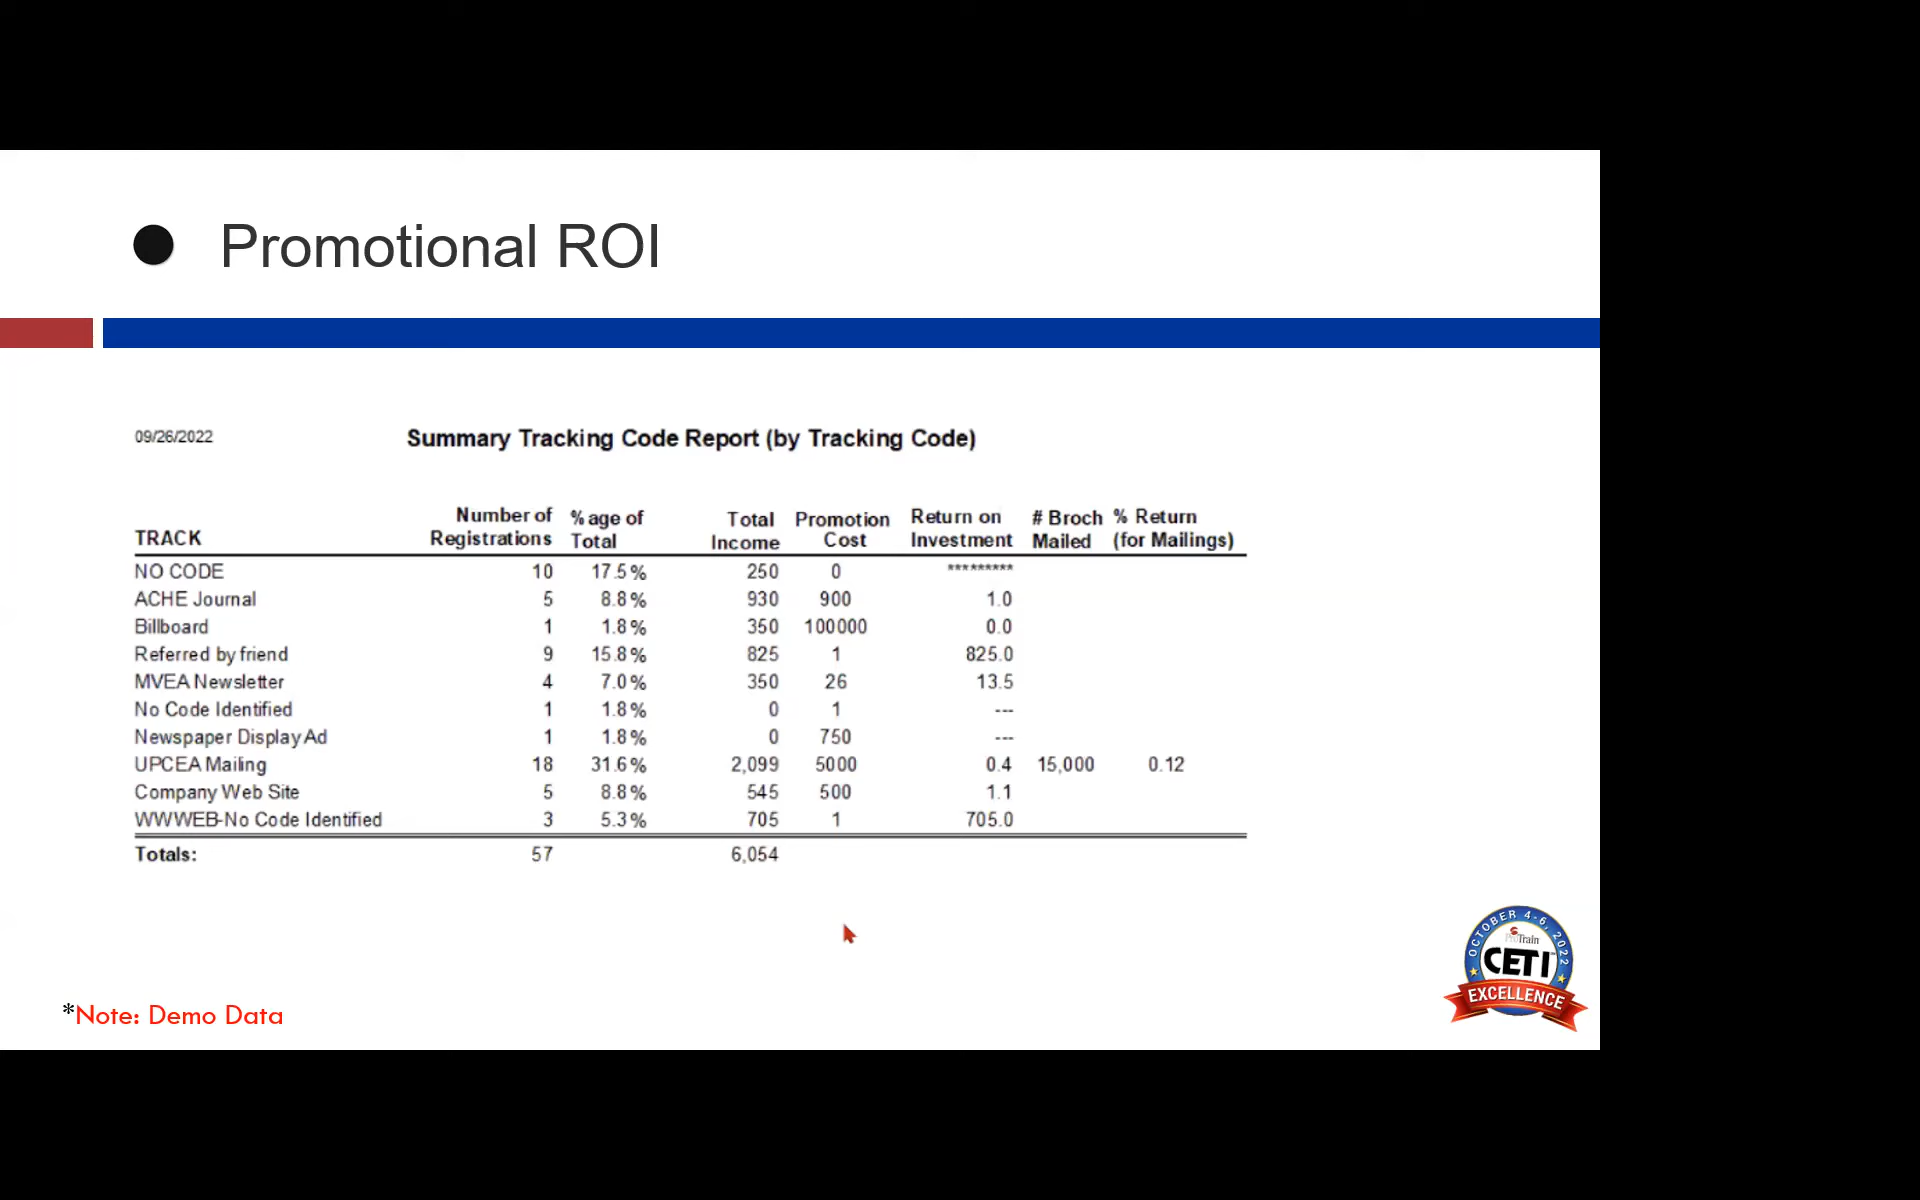 ● Promotional ROI
09/26/2022 Summary Tracking Code Report (by Tracking Code)
TRACK Number of Registrations % age of Total Total Income Promotion Cost Return on Investment # Broch Mailed % Return (for Mailings)
NO CODE 10 17.5% 250 0 *********
ACHE Journal 5 8.8% 930 900 1.0
Billboard 1 1.8% 350 100000 0.0
Referred by friend 9 15.8% 825 1 825.0
MVEA Newsletter 4 7.0% 350 26 13.5
No Code Identified 1 1.8% 0 1 ---
Newspaper Display Ad 1 1.8% 0 750 ---
UPCEA Mailing 18 31.6% 2,099 5000 0.4 15,000 0.12
Company Web Site 5 8.8% 545 500 1.1
WWWEB-No Code Identified 3 5.3% 705 1 705.0
Totals: 57 6,054
OCTOBER 4-6, 2022
ProTrain
CETI
EXCELLENCE
*Note: Demo Data